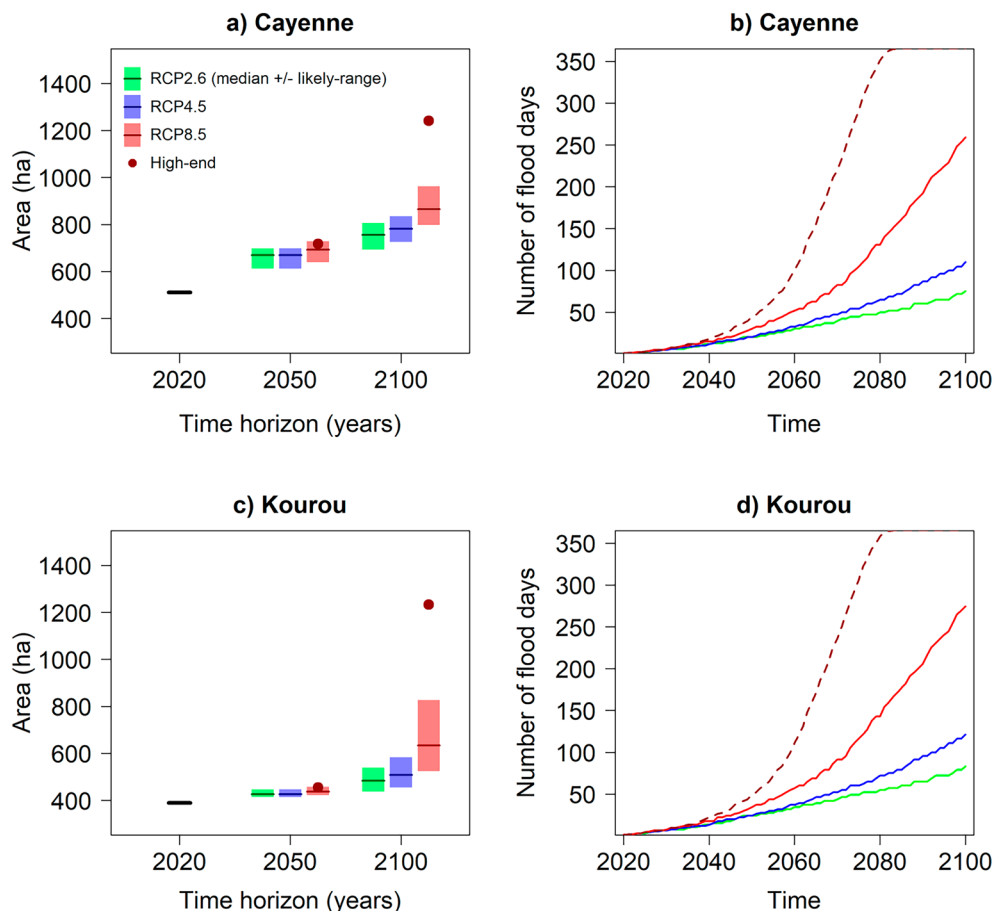 a) Cayenne
Area (ha)
1400
1200
1000
800
600
400
RCP2.6 (median +/- likely-range)
RCP4.5
RCP8.5
High-end
2020 2050 2100
Time horizon (years)
b) Cayenne
Number of flood days
350
300
250
200
150
100
50
2020 2040 2060 2080 2100
Time
c) Kourou
Area (ha)
1400
1200
1000
800
600
400
2020 2050 2100
Time horizon (years)
d) Kourou
Number of flood days
350
300
250
200
150
100
50
2020 2040 2060 2080 2100
Time